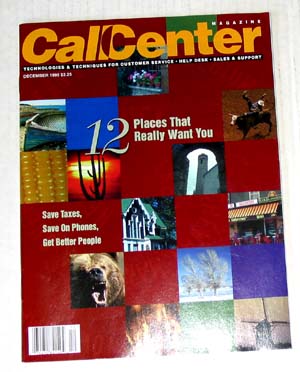 MAGAZINE
CallCenter
TECHNOLOGIES & TECHNIQUES FOR CUSTOMER SERVICE • HELP DESK • SALES & SUPPORT
DECEMBER 1996 $3.25
12 Places That
Really Want You
Save Taxes,
Save On Phones,
Get Better People